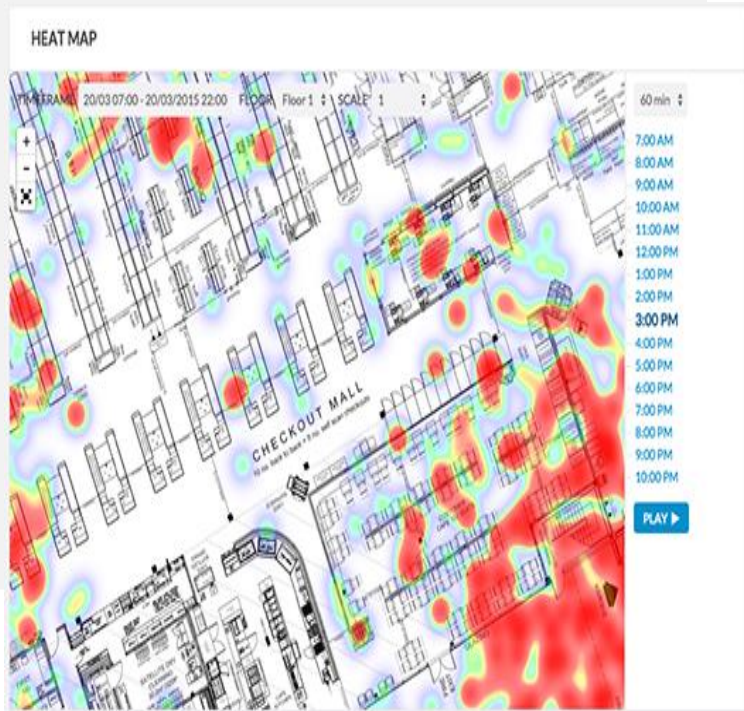 HEAT MAP
TIMEFRAME 20/03 07:00 - 20/03/2015 22:00 FLOOR Floor 1 SCALE 1
60 min
+
-
7:00 AM
8:00 AM
9:00 AM
10:00 AM
11:00 AM
12:00 PM
1:00 PM
2:00 PM
3:00 PM
4:00 PM
5:00 PM
6:00 PM
7:00 PM
8:00 PM
9:00 PM
10:00 PM
PLAY
CHECKOUT MALL
SATELLITE DRY
CLEANING